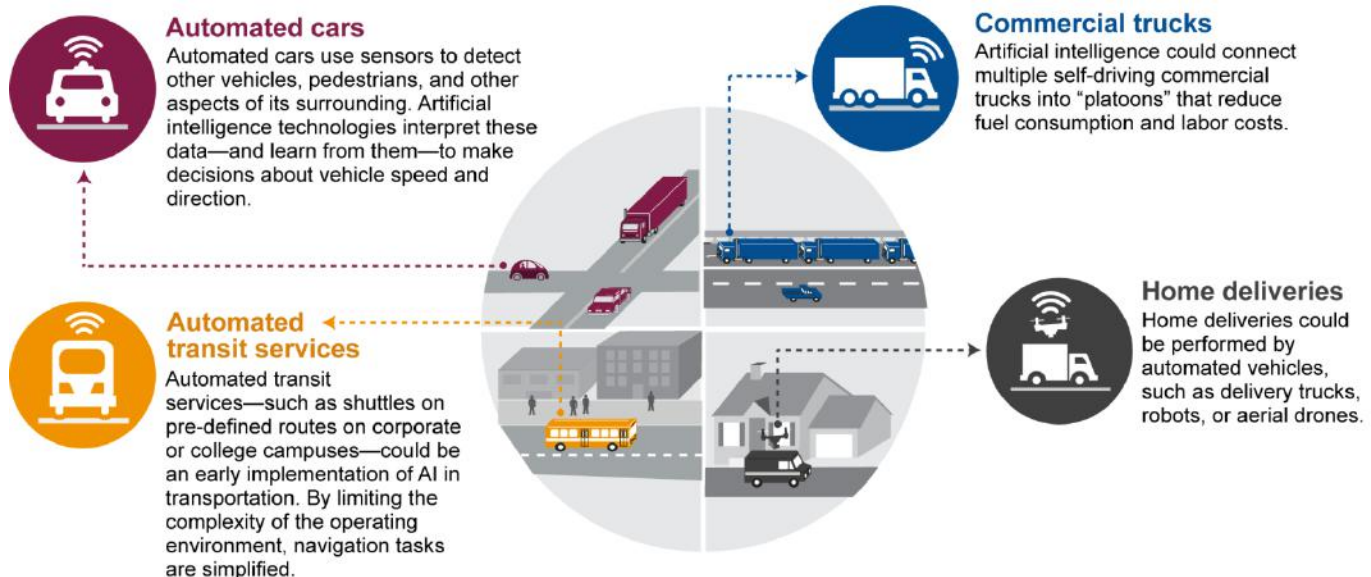 Automated cars
Automated cars use sensors to detect
other vehicles, pedestrians, and other
aspects of its surrounding. Artificial
intelligence technologies interpret these
data—and learn from them—to make
decisions about vehicle speed and
direction.
Commercial trucks
Artificial intelligence could connect
multiple self-driving commercial
trucks into “platoons” that reduce
fuel consumption and labor costs.
Automated
transit services
Automated transit
services—such as shuttles on
pre-defined routes on corporate
or college campuses—could be
an early implementation of AI in
transportation. By limiting the
complexity of the operating
environment, navigation tasks
are simplified.
Home deliveries
Home deliveries could
be performed by
automated vehicles,
such as delivery trucks,
robots, or aerial drones.